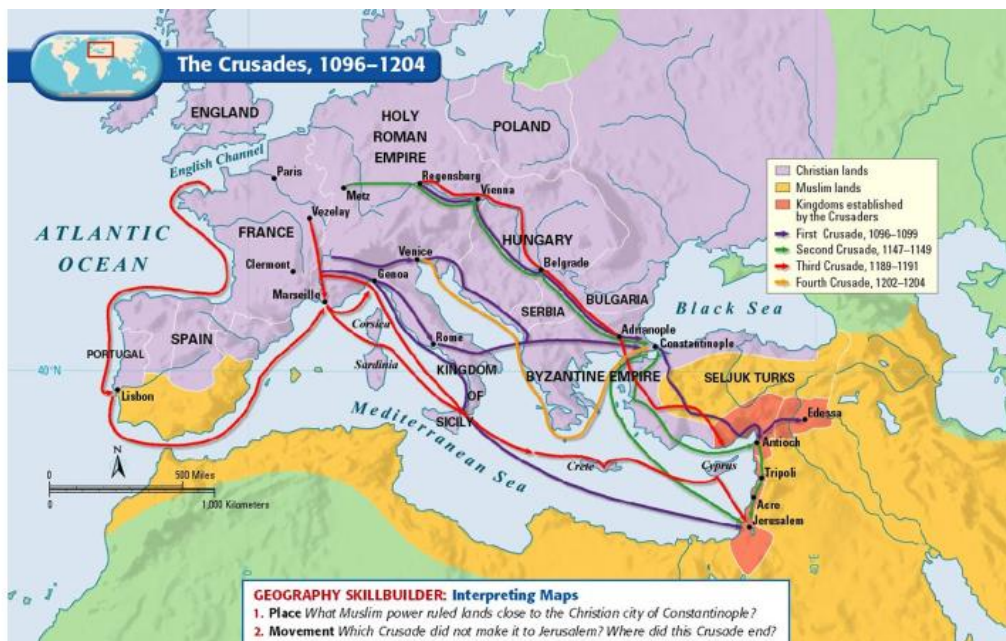 The Crusades, 1096–1204
ENGLAND
English Channel
HOLY
ROMAN
EMPIRE
POLAND
Paris
Metz
Regensburg
Vienna
Vezelay
ATLANTIC
OCEAN
FRANCE
Clermont
Venice
HUNGARY
Genoa
Belgrade
Marseille
SERBIA
BULGARIA
Black Sea
Corsica
Rome
Adrianople
Constantinople
PORTUGAL
SPAIN
Sardinia
KINGDOM
OF
SICILY
BYZANTINE EMPIRE
SELJUK TURKS
40°N
Lisbon
Mediterranean Sea
Edessa
Antioch
Crete
Cyprus
Tripoli
Acre
Jerusalem
N
0
500 Miles
0
1,000 Kilometers
Christian lands
Muslim lands
Kingdoms established
by the Crusaders
First Crusade, 1096–1099
Second Crusade, 1147–1149
Third Crusade, 1189–1191
Fourth Crusade, 1202–1204
GEOGRAPHY SKILLBUILDER: Interpreting Maps
1. Place What Muslim power ruled lands close to the Christian city of Constantinople?
2. Movement Which Crusade did not make it to Jerusalem? Where did this Crusade end?